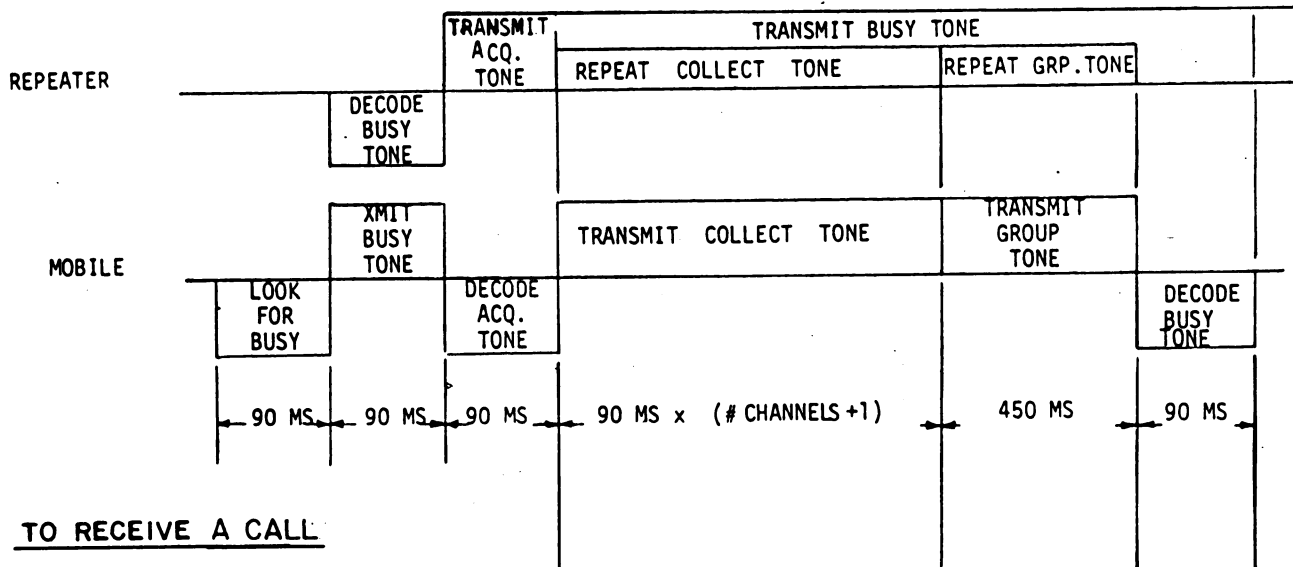 TRANSMIT ACQ. TONE
TRANSMIT BUSY TONE
REPEATER
REPEAT COLLECT TONE
REPEAT GRP.TONE
DECODE BUSY TONE
MOBILE
XMIT BUSY TONE
TRANSMIT COLLECT TONE
TRANSMIT GROUP TONE
LOOK FOR BUSY
DECODE ACQ. TONE
DECODE BUSY TONE
90 MS
90 MS
90 MS
90 MS x (# CHANNELS +1)
450 MS
90 MS
TO RECEIVE A CALL